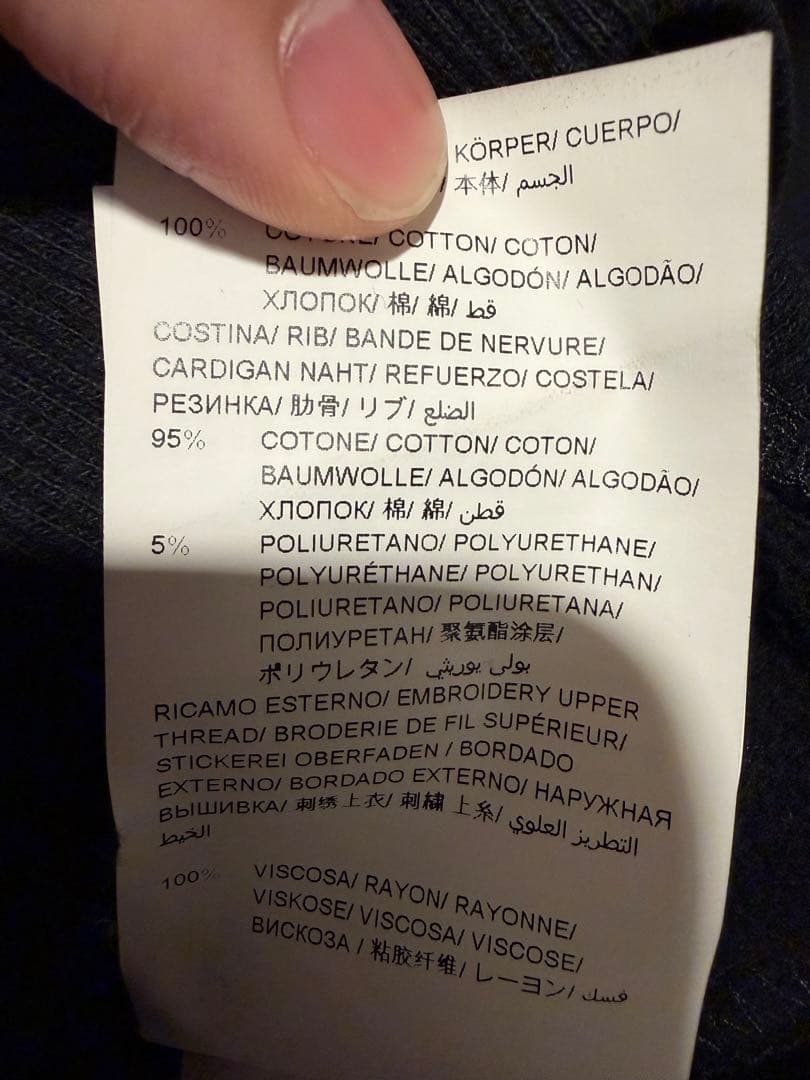 KÖRPER/ CUERPO/
/ 本体/ الجسم
100% COTONE/ COTTON/ COTON/
BAUMWOLLE/ ALGODÓN/ ALGODÃO/
ХЛОПОК/ 棉/ 綿/ قط
COSTINA/ RIB/ BANDE DE NERVURE/
CARDIGAN NAHT/ REFUERZO/ COSTELA/
РЕЗИНКА/ 肋骨/ リブ/ الضلع
95% COTONE/ COTTON/ COTON/
BAUMWOLLE/ ALGODÓN/ ALGODÃO/
ХЛОПОК/ 棉/ 綿/ قطن
5% POLIURETANO/ POLYURETHANE/
POLYURÉTHANE/ POLYURETHAN/
POLIURETANO/ POLIURETANA/
ПОЛИУРЕТАН/ 聚氨酯涂层/
ポリウレタン/ بولي يوريثي
RICAMO ESTERNO/ EMBROIDERY UPPER
THREAD/ BRODERIE DE FIL SUPÉRIEUR/
STICKEREI OBERFADEN / BORDADO
EXTERNO/ BORDADO EXTERNO/ НАРУЖНАЯ
ВЫШИВКА/ 刺绣上衣/ 刺繍 上糸/ التطريز العلوي
الخيط
100% VISCOSA/ RAYON/ RAYONNE/
VISKOSE/ VISCOSA/ VISCOSE/
ВИСКОЗА / 粘胶纤维/ レーヨン/ فسك